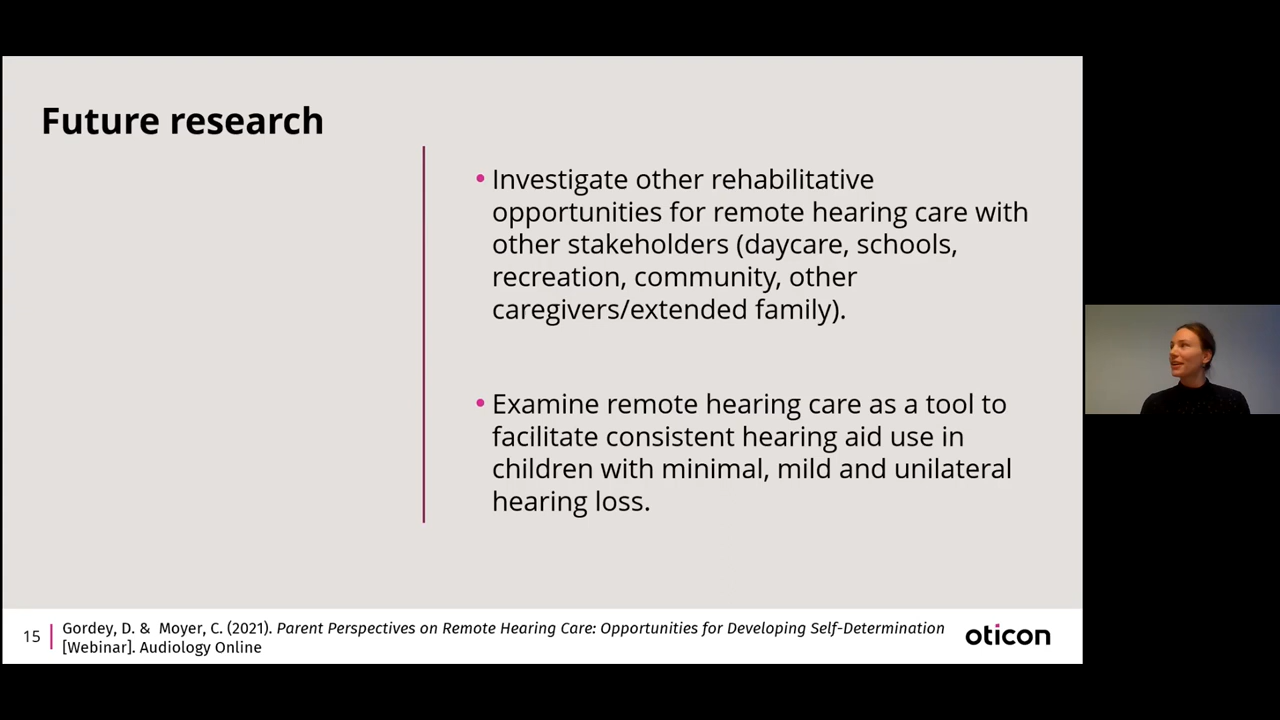 Future research
• Investigate other rehabilitative
opportunities for remote hearing care with
other stakeholders (daycare, schools,
recreation, community, other
caregivers/extended family).
• Examine remote hearing care as a tool to
facilitate consistent hearing aid use in
children with minimal, mild and unilateral
hearing loss.
15
Gordey, D. & Moyer, C. (2021). Parent Perspectives on Remote Hearing Care: Opportunities for Developing Self-Determination
[Webinar]. Audiology Online
oticon